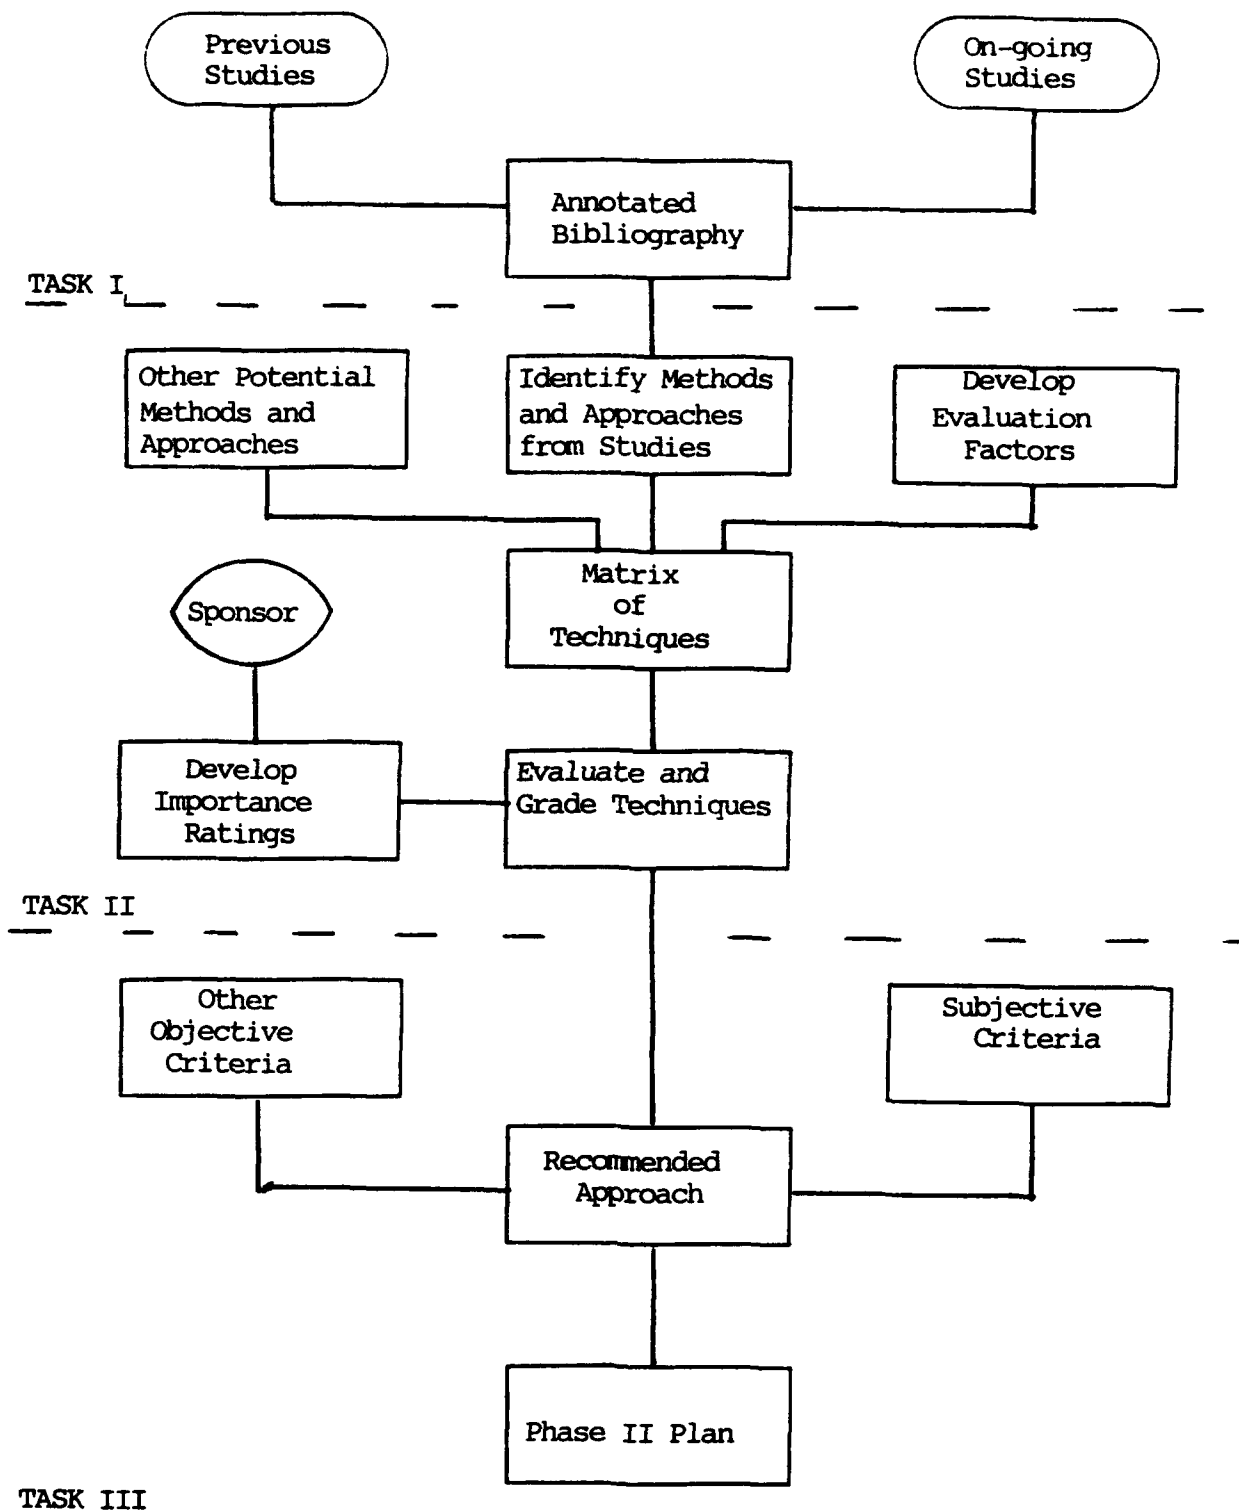 Previous
Studies
On-going
Studies
Annotated
Bibliography
TASK I
Other Potential
Methods and
Approaches
Identify Methods
and Approaches
from Studies
Develop
Evaluation
Factors
Matrix
of
Techniques
Sponsor
Develop
Importance
Ratings
Evaluate and
Grade Techniques
TASK II
Other
Objective
Criteria
Subjective
Criteria
Recommended
Approach
Phase II Plan
TASK III